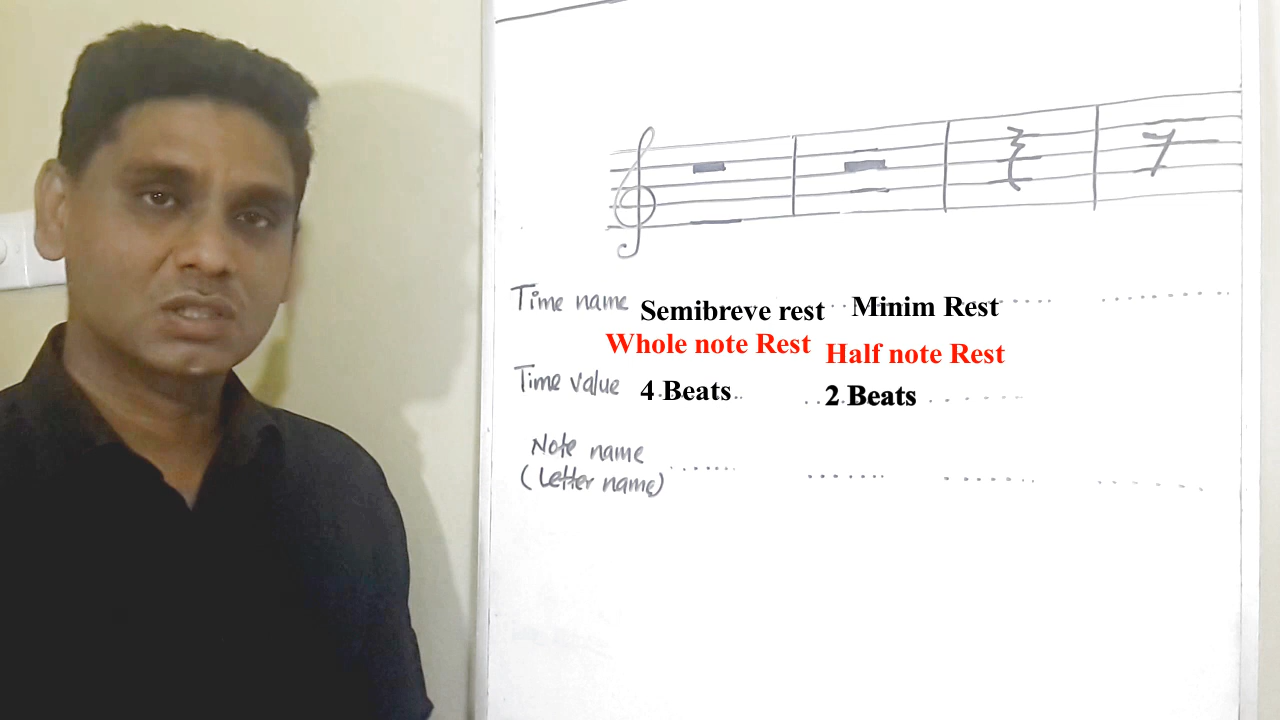 Time name Semibreve rest Minim Rest
Whole note Rest Half note Rest
Time value 4 Beats 2 Beats
Note name
(Letter name)